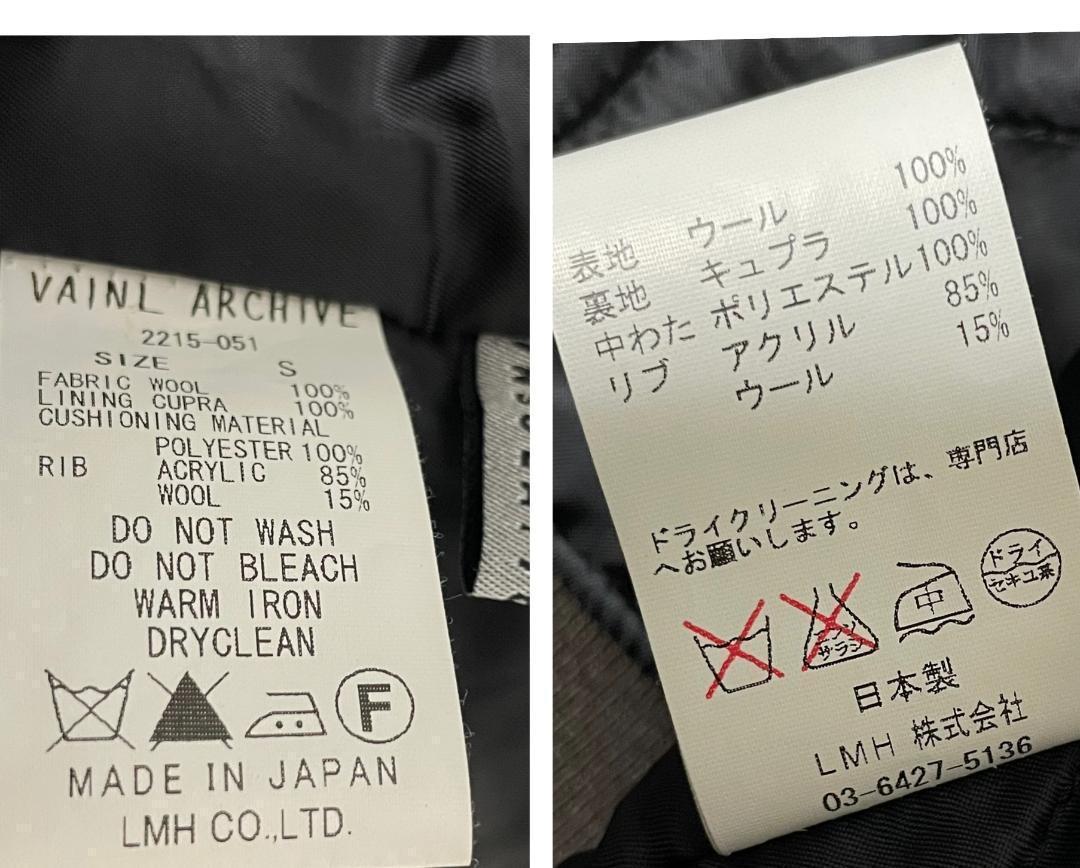 VAINL ARCHIVE
2215-051
SIZE S
FABRIC WOOL 100%
LINING CUPRA 100%
CUSHIONING MATERIAL
POLYESTER 100%
RIB ACRYLIC 85%
WOOL 15%
DO NOT WASH
DO NOT BLEACH
WARM IRON
DRYCLEAN
F
MADE IN JAPAN
LMH CO.,LTD.
表地 ウール 100%
裏地 キュプラ 100%
中わた ポリエステル 100%
リブ アクリル 85%
ウール 15%
ドライクリーニングは、専門店
へお願いします。
サラシ
中
ドライ
セキユ系
日本製
LMH 株式会社
03-6427-5136